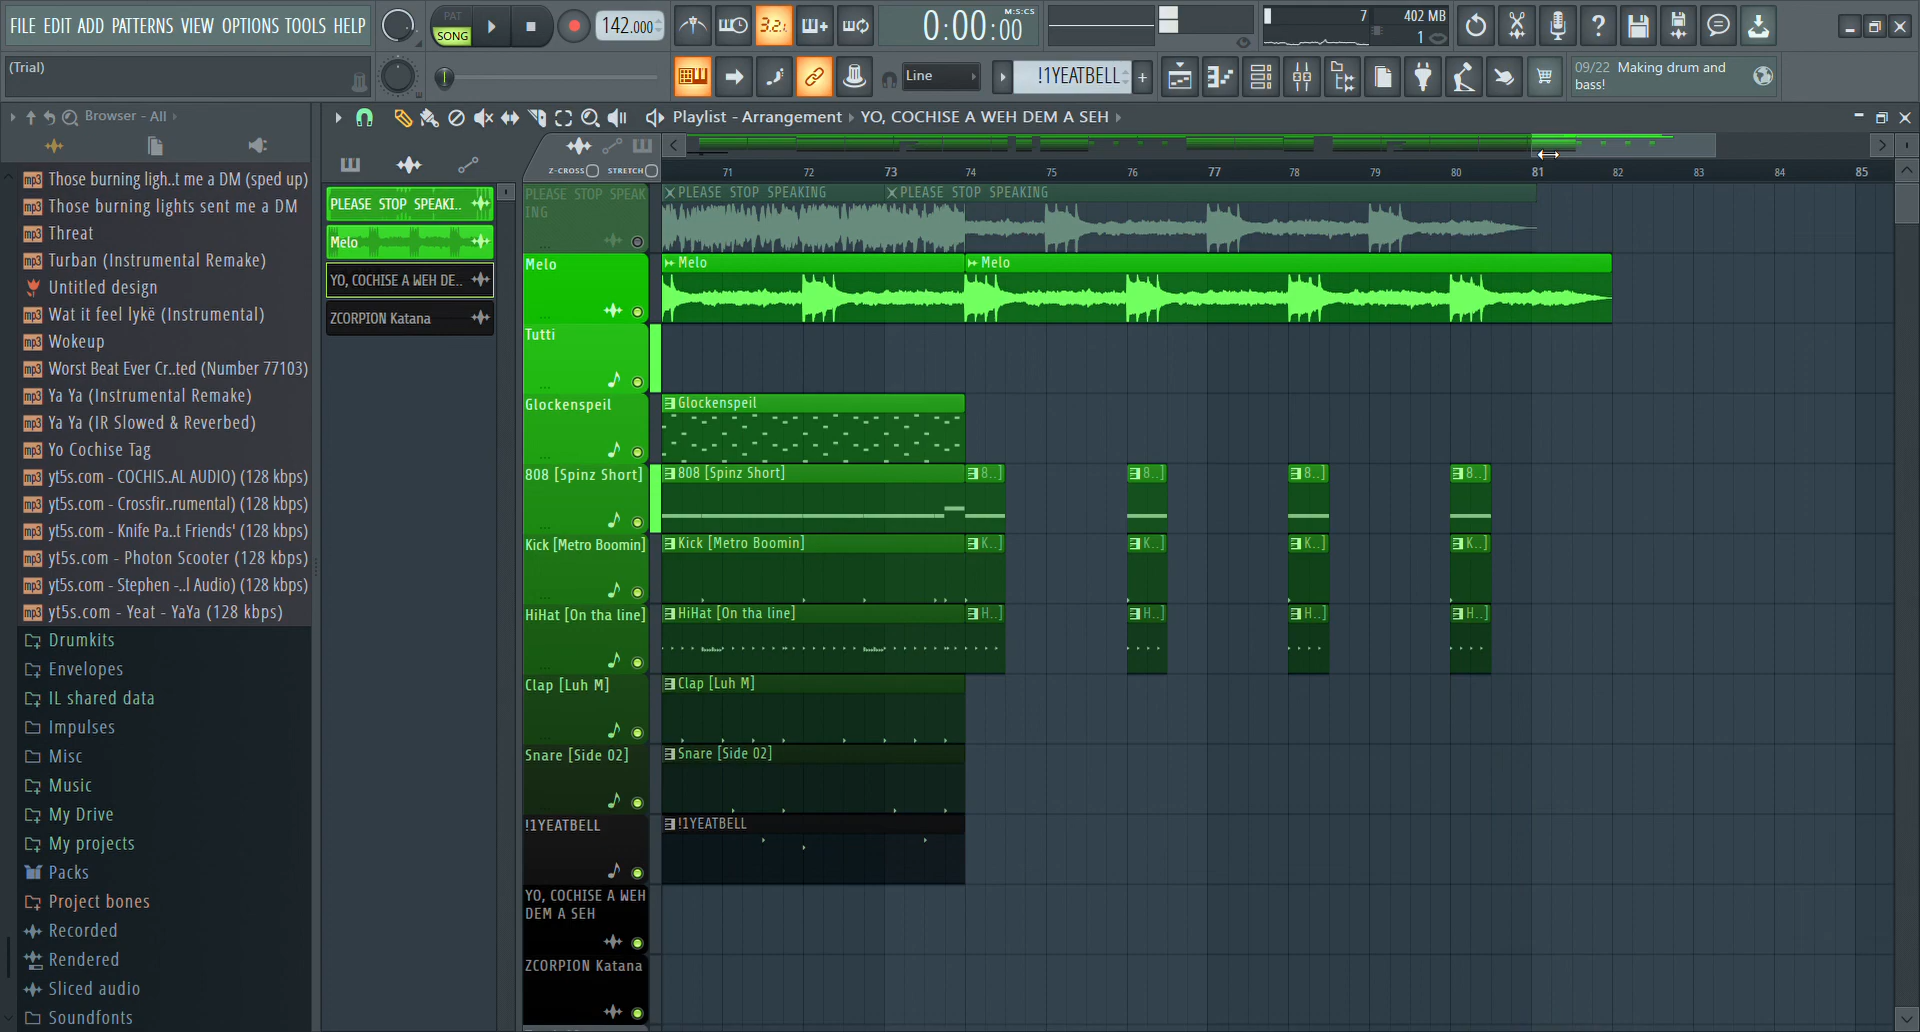 FILE EDIT ADD PATTERNS VIEW OPTIONS TOOLS HELP
PAT
SONG
142.000
3.2.
0:00:00
M:S:CS
7
402 MB
1
(Trial)
Line
!1YEATBELL
09/22 Making drum and
bass!
Browser - All
Playlist - Arrangement
YO, COCHISE A WEH DEM A SEH
Z-CROSS
STRETCH
Those burning ligh..t me a DM (sped up)
Those burning lights sent me a DM
Threat
Turban (Instrumental Remake)
Untitled design
Wat it feel lykë (Instrumental)
Wokeup
Worst Beat Ever Cr..ted (Number 77103)
Ya Ya (Instrumental Remake)
Ya Ya (IR Slowed & Reverbed)
Yo Cochise Tag
yt5s.com - COCHIS..AL AUDIO) (128 kbps)
yt5s.com - Crossfir..rumental) (128 kbps)
yt5s.com - Knife Pa..t Friends' (128 kbps)
yt5s.com - Photon Scooter (128 kbps)
yt5s.com - Stephen -..l Audio) (128 kbps)
yt5s.com - Yeat - YaYa (128 kbps)
Drumkits
Envelopes
IL shared data
Impulses
Misc
Music
My Drive
My projects
Packs
Project bones
Recorded
Rendered
Sliced audio
Soundfonts
PLEASE STOP SPEAKI..
Melo
YO, COCHISE A WEH DE..
ZCORPION Katana
71 72 73 74 75 76 77 78 79 80 81 82 83 84 85
PLEASE STOP SPEAK
ING
PLEASE STOP SPEAKING
PLEASE STOP SPEAKING
Melo
Melo
Melo
Tutti
Glockenspeil
Glockenspeil
808 [Spinz Short]
808 [Spinz Short]
8..]
8..]
8..]
8..]
Kick [Metro Boomin]
Kick [Metro Boomin]
K..]
K..]
K..]
K..]
HiHat [On tha line]
HiHat [On tha line]
H..]
H..]
H..]
H..]
Clap [Luh M]
Clap [Luh M]
Snare [Side 02]
Snare [Side 02]
!1YEATBELL
!1YEATBELL
YO, COCHISE A WEH
DEM A SEH
ZCORPION Katana